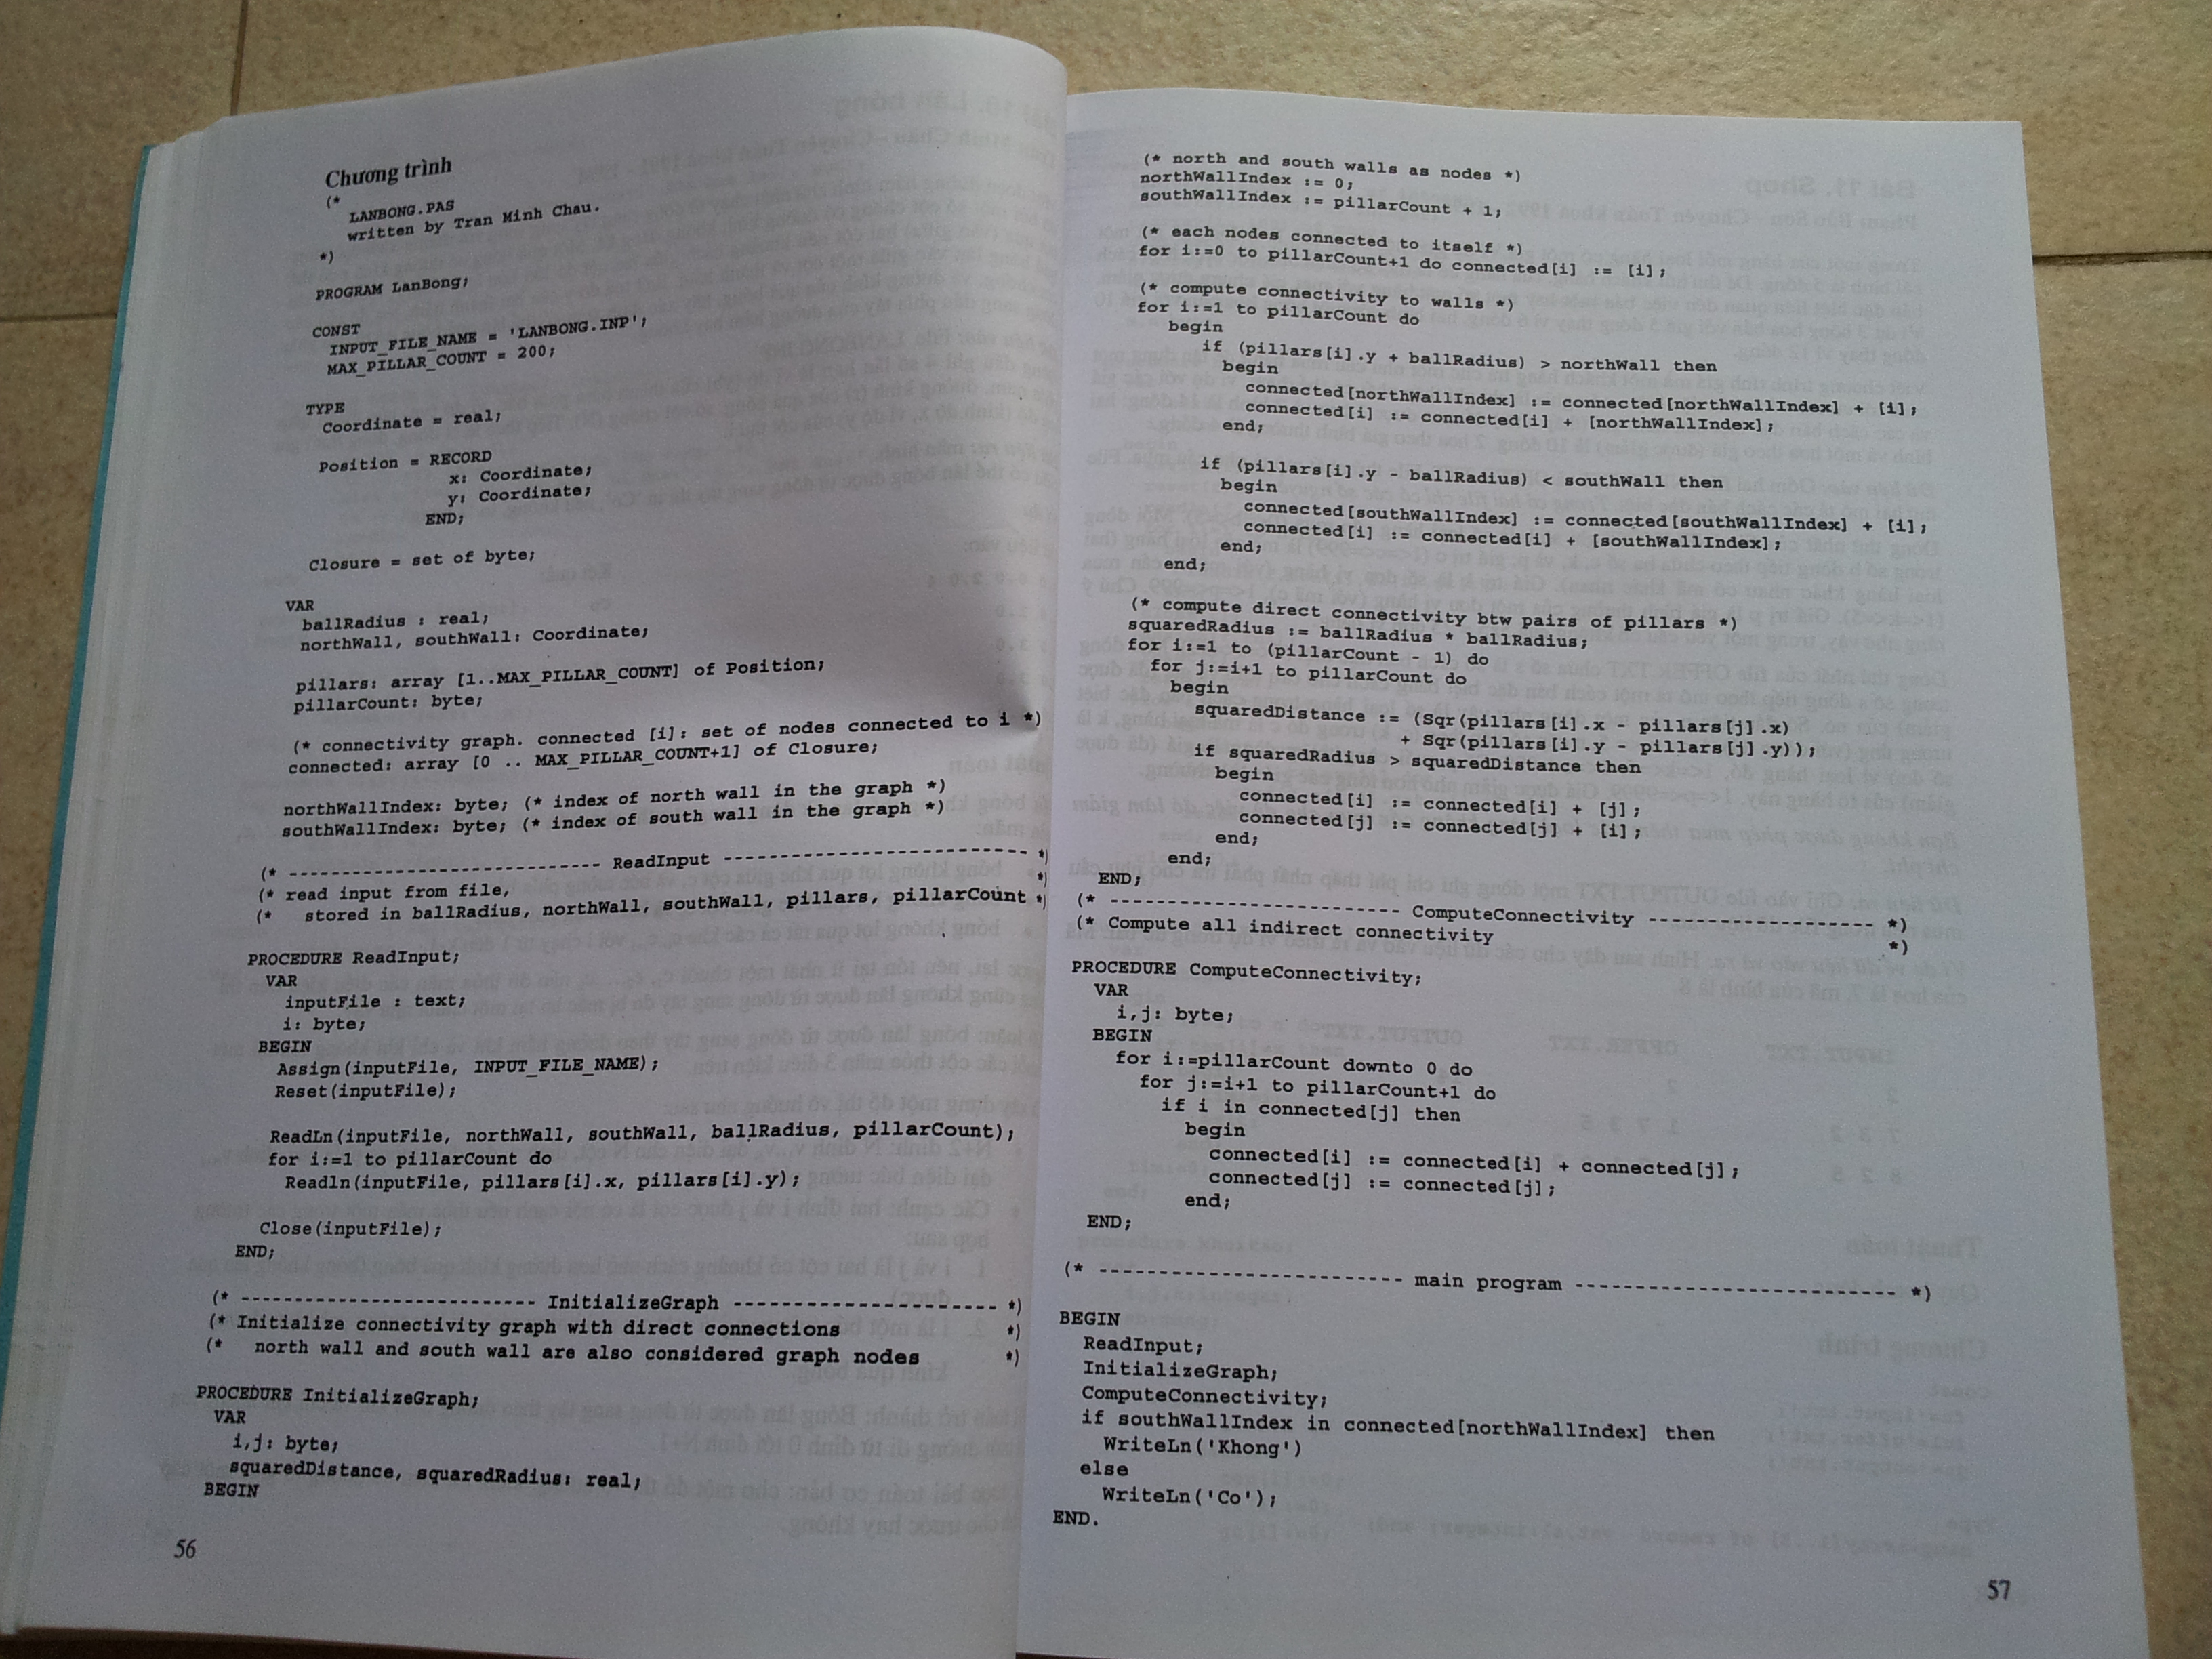 Chương trình
(*
LANBONG.PAS
written by Tran Minh Chau.
*)
PROGRAM LanBong;
CONST
INPUT_FILE_NAME = 'LANBONG.INP';
MAX_PILLAR_COUNT = 200;
TYPE
Coordinate = real;
Position = RECORD
x: Coordinate;
y: Coordinate;
END;
Closure = set of byte;
VAR
ballRadius : real;
northWall, southWall: Coordinate;
pillars: array [1..MAX_PILLAR_COUNT] of Position;
pillarCount: byte;
(* connectivity graph. connected [i]: set of nodes connected to i *)
connected: array [0 .. MAX_PILLAR_COUNT+1] of Closure;
northWallIndex: byte; (* index of north wall in the graph *)
southWallIndex: byte; (* index of south wall in the graph *)
(* ---------------------------- ReadInput ---------------------------- *)
(* read input from file, *)
(* stored in ballRadius, northWall, southWall, pillars, pillarCount *)
PROCEDURE ReadInput;
VAR
inputFile : text;
i: byte;
BEGIN
Assign(inputFile, INPUT_FILE_NAME);
Reset(inputFile);
ReadLn(inputFile, northWall, southWall, ballRadius, pillarCount);
for i:=1 to pillarCount do
Readln(inputFile, pillars[i].x, pillars[i].y);
Close(inputFile);
END;
(* ------------------------- InitializeGraph ------------------------- *)
(* Initialize connectivity graph with direct connections *)
(* north wall and south wall are also considered graph nodes *)
PROCEDURE InitializeGraph;
VAR
i,j: byte;
squaredDistance, squaredRadius: real;
BEGIN
56
(* north and south walls as nodes *)
northWallIndex := 0;
southWallIndex := pillarCount + 1;
(* each nodes connected to itself *)
for i:=0 to pillarCount+1 do connected[i] := [i];
(* compute connectivity to walls *)
for i:=1 to pillarCount do
begin
if (pillars[i].y + ballRadius) > northWall then
begin
connected[northWallIndex] := connected[northWallIndex] + [i];
connected[i] := connected[i] + [northWallIndex];
end;
if (pillars[i].y - ballRadius) < southWall then
begin
connected[southWallIndex] := connected[southWallIndex] + [i];
connected[i] := connected[i] + [southWallIndex];
end;
end;
(* compute direct connectivity btw pairs of pillars *)
squaredRadius := ballRadius * ballRadius;
for i:=1 to (pillarCount - 1) do
for j:=i+1 to pillarCount do
begin
squaredDistance := (Sqr(pillars[i].x - pillars[j].x)
+ Sqr(pillars[i].y - pillars[j].y));
if squaredRadius > squaredDistance then
begin
connected[i] := connected[i] + [j];
connected[j] := connected[j] + [i];
end;
end;
END;
(* ------------------------- ComputeConnectivity --------------------- *)
(* Compute all indirect connectivity *)
PROCEDURE ComputeConnectivity;
VAR
i,j: byte;
BEGIN
for i:=pillarCount downto 0 do
for j:=i+1 to pillarCount+1 do
if i in connected[j] then
begin
connected[i] := connected[i] + connected[j];
connected[j] := connected[j];
end;
END;
(* ------------------------- main program ---------------------------- *)
BEGIN
ReadInput;
InitializeGraph;
ComputeConnectivity;
if southWallIndex in connected[northWallIndex] then
WriteLn('Khong')
else
WriteLn('Co');
END.
57